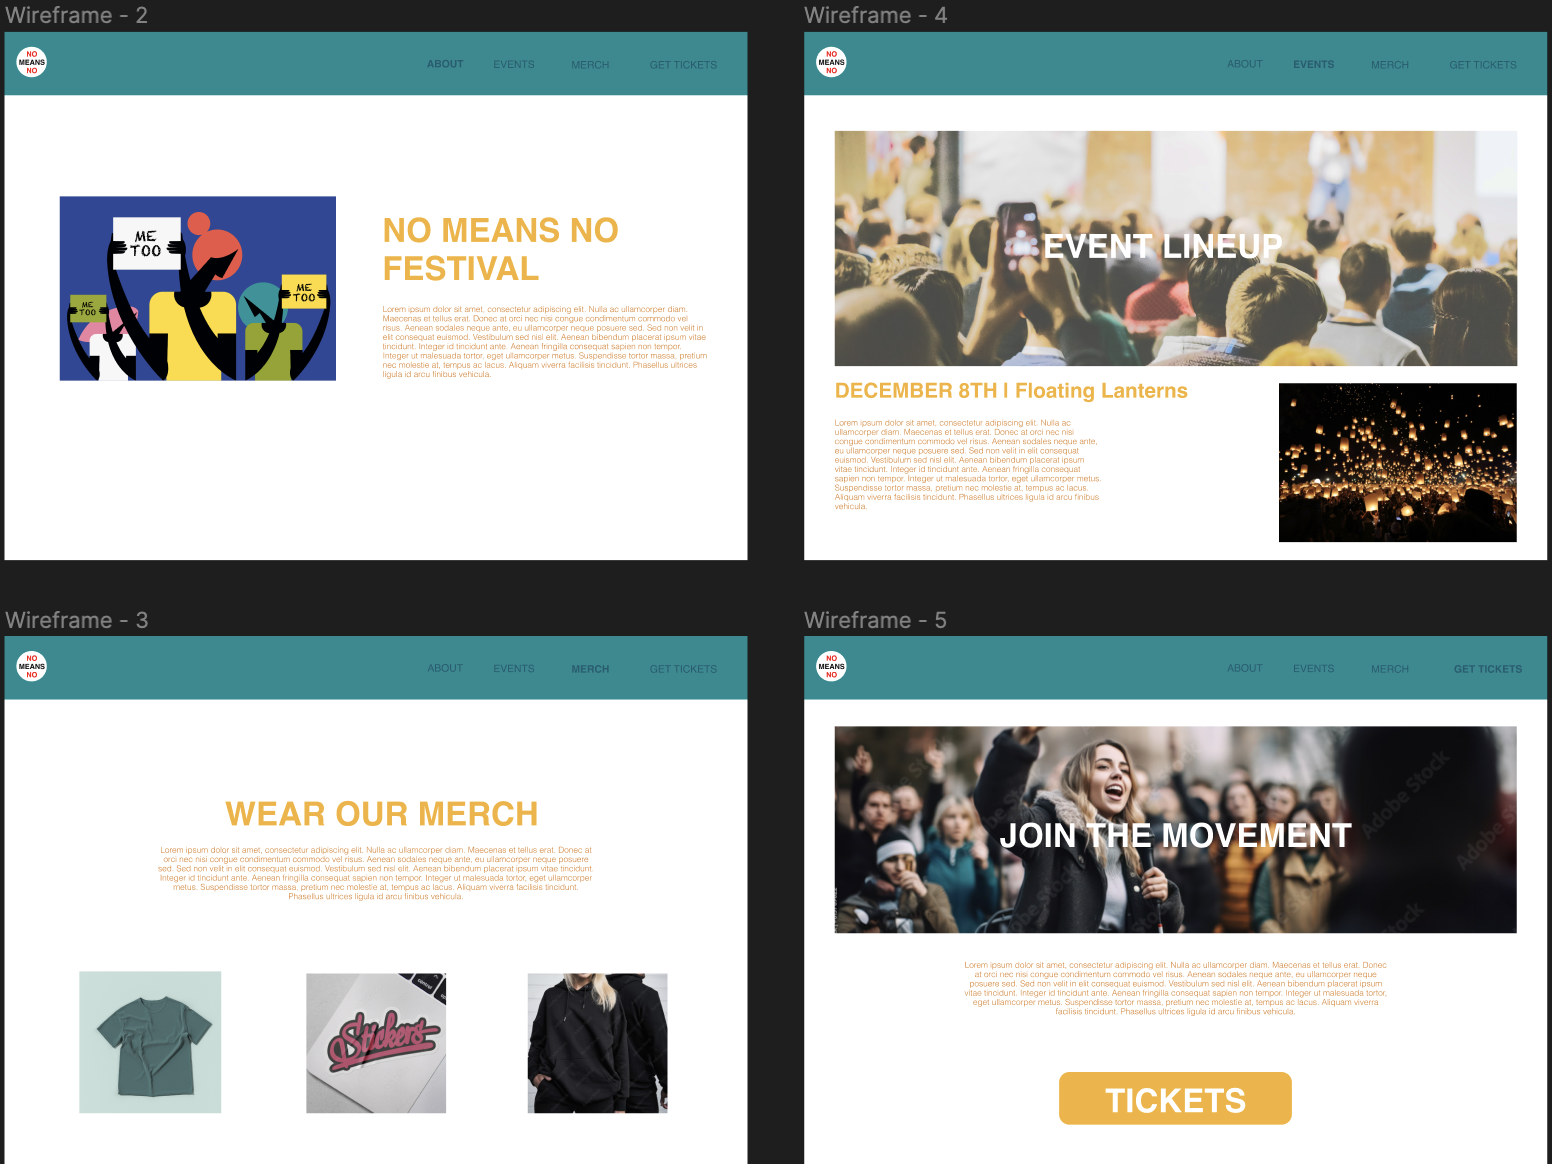 Wireframe - 2
NO
MEANS
NO
ABOUT EVENTS MERCH GET TICKETS
ME
TOO
ME
TOO
ME
TOO
NO MEANS NO
FESTIVAL
Lorem ipsum dolor sit amet, consectetur adipiscing elit. Nulla ac ullamcorper diam.
Maecenas et tellus erat. Donec at orci nec nisi congue condimentum commodo vel
risus. Aenean sodales neque ante, eu ullamcorper neque posuere sed. Sed non velit in
elit consequat euismod. Vestibulum sed nisl elit. Aenean bibendum placerat ipsum vitae
tincidunt. Integer id tincidunt ante. Aenean fringilla consequat sapien non tempor.
Integer ut malesuada tortor, eget ullamcorper metus. Suspendisse tortor massa, pretium
nec molestie at, tempus ac lacus. Aliquam viverra facilisis tincidunt. Phasellus ultrices
ligula id arcu finibus vehicula.
Wireframe - 4
NO
MEANS
NO
ABOUT EVENTS MERCH GET TICKETS
EVENT LINEUP
DECEMBER 8TH I Floating Lanterns
Lorem ipsum dolor sit amet, consectetur adipiscing elit. Nulla ac
ullamcorper diam. Maecenas et tellus erat. Donec at orci nec nisi
congue condimentum commodo vel risus. Aenean sodales neque ante,
eu ullamcorper neque posuere sed. Sed non velit in elit consequat
euismod. Vestibulum sed nisl elit. Aenean bibendum placerat ipsum
vitae tincidunt. Integer id tincidunt ante. Aenean fringilla consequat
sapien non tempor. Integer ut malesuada tortor, eget ullamcorper metus.
Suspendisse tortor massa, pretium nec molestie at, tempus ac lacus.
Aliquam viverra facilisis tincidunt. Phasellus ultrices ligula id arcu finibus
vehicula.
Wireframe - 3
NO
MEANS
NO
ABOUT EVENTS MERCH GET TICKETS
WEAR OUR MERCH
Lorem ipsum dolor sit amet, consectetur adipiscing elit. Nulla ac ullamcorper diam. Maecenas et tellus erat. Donec at
orci nec nisi congue condimentum commodo vel risus. Aenean sodales neque ante, eu ullamcorper neque posuere
sed. Sed non velit in elit consequat euismod. Vestibulum sed nisl elit. Aenean bibendum placerat ipsum vitae tincidunt.
Integer id tincidunt ante. Aenean fringilla consequat sapien non tempor. Integer ut malesuada tortor, eget ullamcorper
metus. Suspendisse tortor massa, pretium nec molestie at, tempus ac lacus. Aliquam viverra facilisis tincidunt.
Phasellus ultrices ligula id arcu finibus vehicula.
control
Stickers
Wireframe - 5
NO
MEANS
NO
ABOUT EVENTS MERCH GET TICKETS
Adobe Stock
JOIN THE MOVEMENT
Lorem ipsum dolor sit amet, consectetur adipiscing elit. Nulla ac ullamcorper diam. Maecenas et tellus erat. Donec
at orci nec nisi congue condimentum commodo vel risus. Aenean sodales neque ante, eu ullamcorper neque
posuere sed. Sed non velit in elit consequat euismod. Vestibulum sed nisl elit. Aenean bibendum placerat ipsum
vitae tincidunt. Integer id tincidunt ante. Aenean fringilla consequat sapien non tempor. Integer ut malesuada tortor,
eget ullamcorper metus. Suspendisse tortor massa, pretium nec molestie at, tempus ac lacus. Aliquam viverra
facilisis tincidunt. Phasellus ultrices ligula id arcu finibus vehicula.
TICKETS